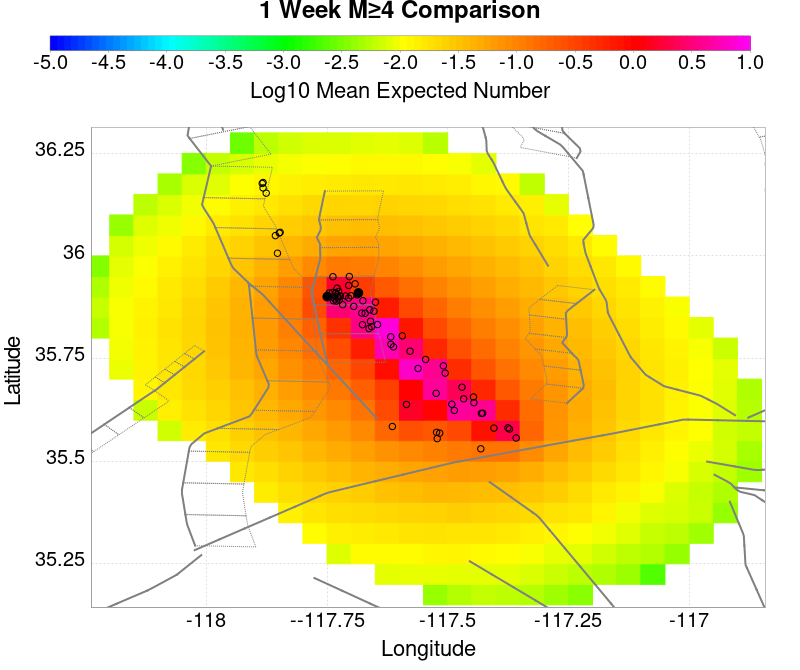 1 Week M≥4 Comparison
-5.0 -4.5 -4.0 -3.5 -3.0 -2.5 -2.0 -1.5 -1.0 -0.5 0.0 0.5 1.0
Log10 Mean Expected Number
36.25
36
35.75
35.5
35.25
Latitude
-118 --117.75 -117.5 -117.25 -117
Longitude